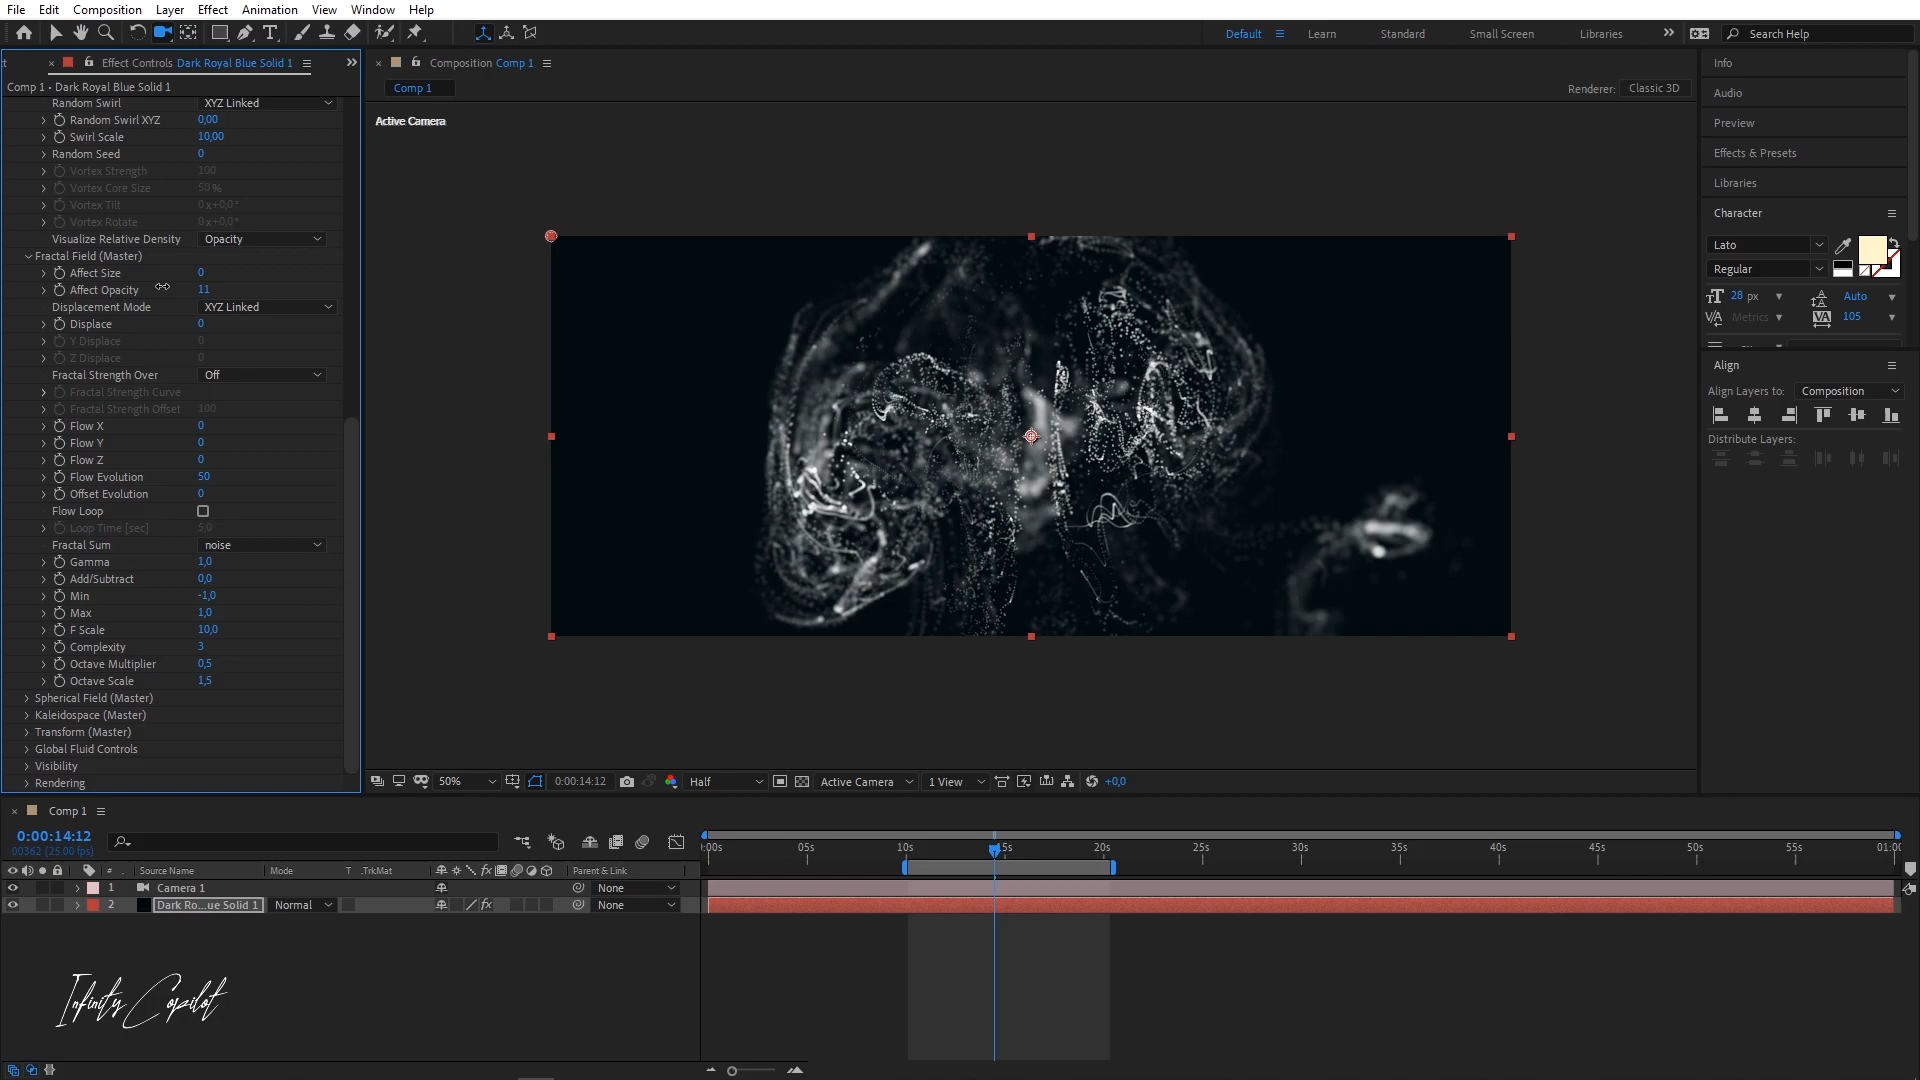 File Edit Composition Layer Effect Animation View Window Help
Default Learn Standard Small Screen Libraries Search Help
Effect Controls Dark Royal Blue Solid 1
Comp 1 • Dark Royal Blue Solid 1
Random Swirl XYZ Linked
Random Swirl XYZ 0,00
Swirl Scale 10,00
Random Seed 0
Vortex Strength 100
Vortex Core Size 50 %
Vortex Tilt 0 x +0,0 °
Vortex Rotate 0 x +0,0 °
Visualize Relative Density Opacity
Fractal Field (Master)
Affect Size 0
Affect Opacity 11
Displacement Mode XYZ Linked
Displace 0
Y Displace 0
Z Displace 0
Fractal Strength Over Off
Fractal Strength Curve
Fractal Strength Offset 100
Flow X 0
Flow Y 0
Flow Z 0
Flow Evolution 50
Offset Evolution 0
Flow Loop
Loop Time [sec] 5,0
Fractal Sum noise
Gamma 1,0
Add/Subtract 0,0
Min -1,0
Max 1,0
F Scale 10,0
Complexity 3
Octave Multiplier 0,5
Octave Scale 1,5
Spherical Field (Master)
Kaleidospace (Master)
Transform (Master)
Global Fluid Controls
Visibility
Rendering
Composition Comp 1
Comp 1
Renderer: Classic 3D
Active Camera
50% 0:00:14:12 Half Active Camera 1 View +0,0
Info
Audio
Preview
Effects & Presets
Libraries
Character
Lato
Regular
28 px Auto
Metrics 105
Align
Align Layers to: Composition
Distribute Layers:
Comp 1
0:00:14:12
00362 (25.00 fps)
:00s 05s 10s 15s 20s 25s 30s 35s 40s 45s 50s 55s 01:00
# Source Name Mode T .TrkMat Parent & Link
1 Camera 1 None
2 Dark Ro...ue Solid 1 Normal None
Infinity Copilot